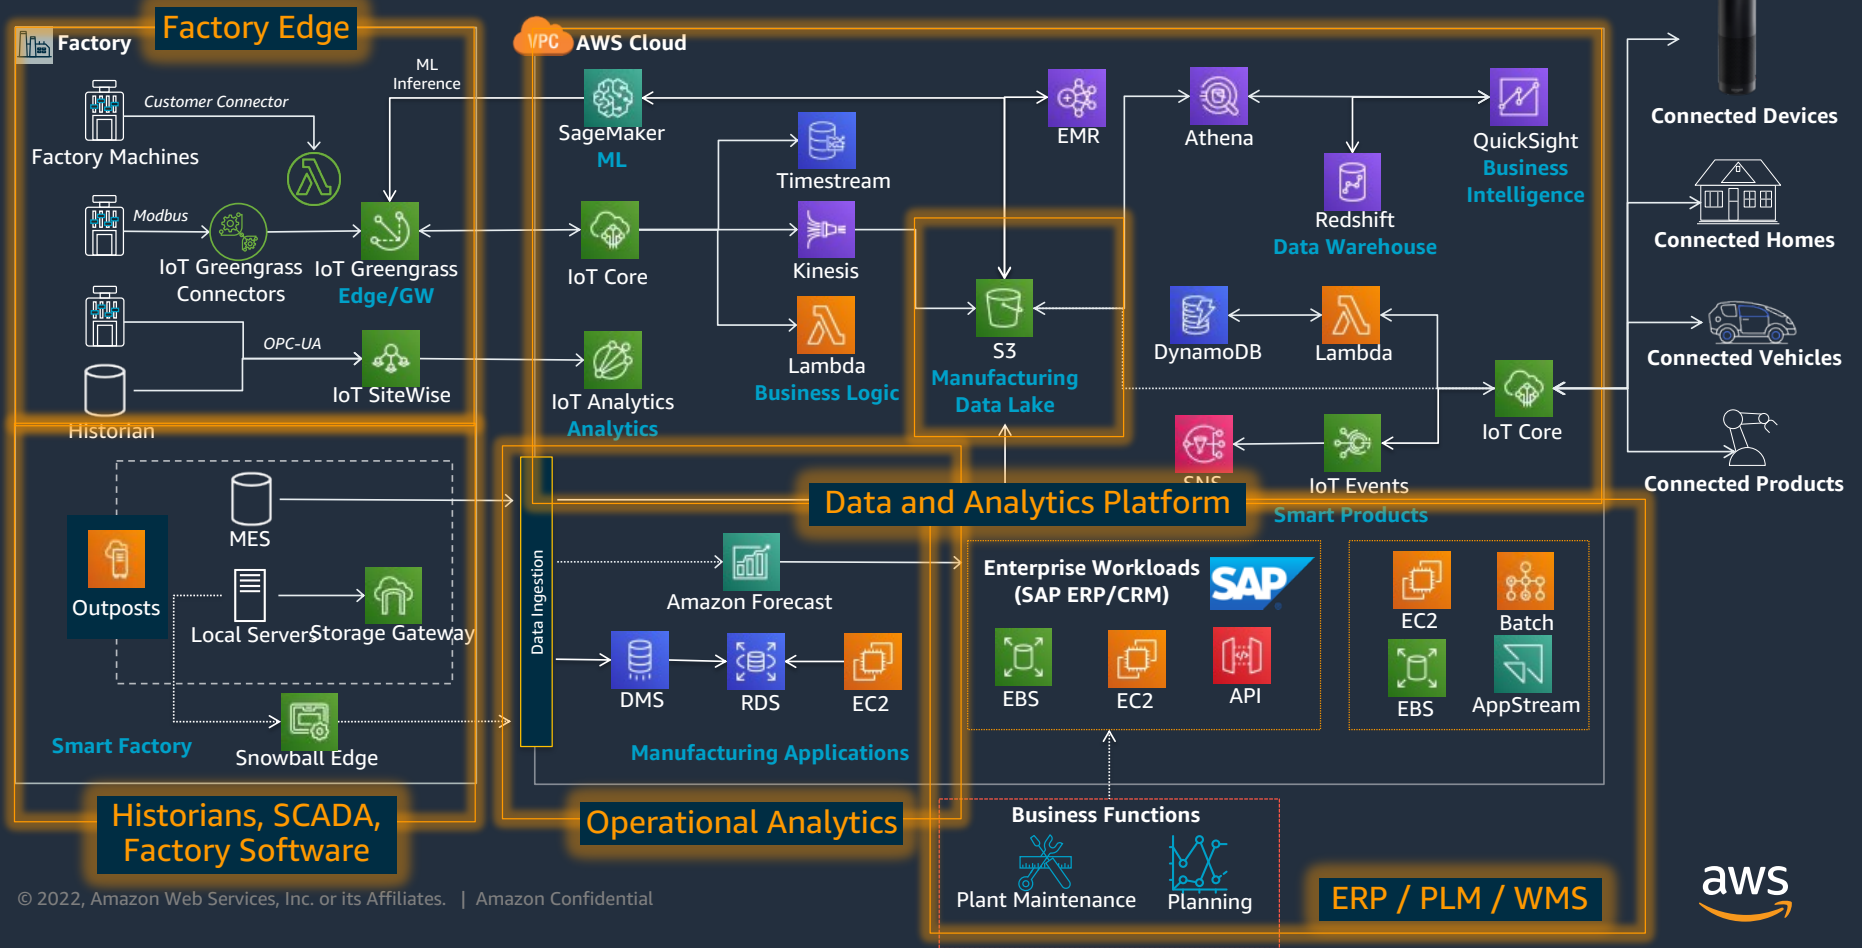 Factory Edge
Factory
Customer Connector
Factory Machines
Modbus
IoT Greengrass
Connectors
IoT Greengrass
Edge/GW
OPC-UA
IoT SiteWise
Historian
ML
Inference
VPC
AWS Cloud
SageMaker
ML
EMR
Athena
QuickSight
Business
Intelligence
Timestream
Redshift
Data Warehouse
IoT Core
Kinesis
Lambda
Business Logic
IoT Analytics
Analytics
S3
Manufacturing
Data Lake
DynamoDB
Lambda
IoT Core
SNS
IoT Events
Smart Products
Connected Devices
Connected Homes
Connected Vehicles
Connected Products
Data and Analytics Platform
MES
Outposts
Local Servers
Storage Gateway
Smart Factory
Snowball Edge
Historians, SCADA,
Factory Software
Data Ingestion
Amazon Forecast
DMS
RDS
EC2
Manufacturing Applications
Operational Analytics
Enterprise Workloads
(SAP ERP/CRM)
SAP
EBS
EC2
API
EC2
Batch
EBS
AppStream
Business Functions
Plant Maintenance
Planning
ERP / PLM / WMS
aws
© 2022, Amazon Web Services, Inc. or its Affiliates. | Amazon Confidential